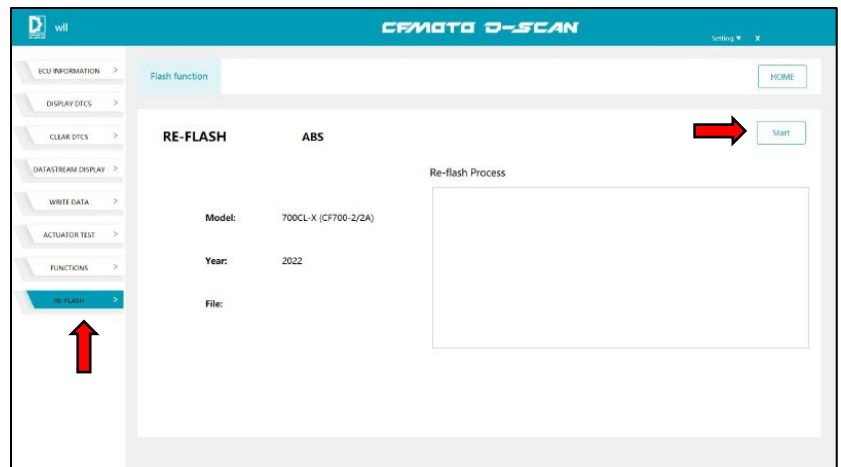 wll
CFMOTO D-SCAN
Setting ▼ X
ECU INFORMATION >
DISPLAY DTCS >
CLEAR DTCS >
DATASTREAM DISPLAY >
WRITE DATA >
ACTUATOR TEST >
FUNCTIONS >
RE-FLASH >
Flash function
HOME
RE-FLASH ABS
Start
Re-flash Process
Model: 700CL-X (CF700-2/2A)
Year: 2022
File: